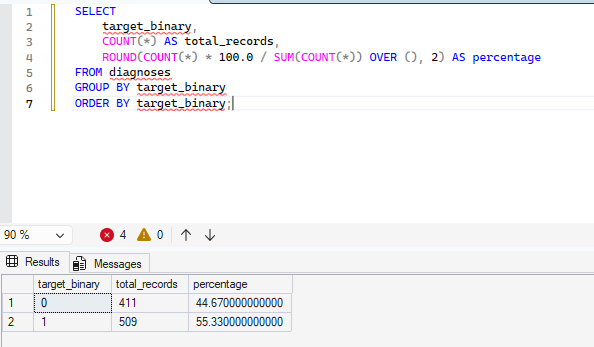 1 SELECT
2 target_binary,
3 COUNT(*) AS total_records,
4 ROUND(COUNT(*) * 100.0 / SUM(COUNT(*)) OVER (), 2) AS percentage
5 FROM diagnoses
6 GROUP BY target_binary
7 ORDER BY target_binary;
90 % 4 0
Results Messages
target_binary total_records percentage
1 0 411 44.670000000000
2 1 509 55.330000000000